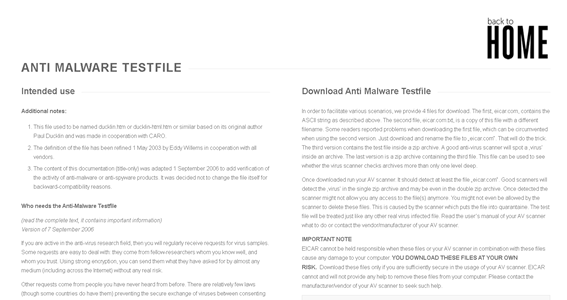 back to
HOME
ANTI MALWARE TESTFILE
Intended use
Additional notes:
1. This file used to be named ducklin.htm or ducklin-html.htm or similar based on its original author
Paul Ducklin and was made in cooperation with CARO.
2. The definition of the file has been refined 1 May 2003 by Eddy Willems in cooperation with all
vendors.
3. The content of this documentation (title-only) was adapted 1 September 2006 to add verification of
the activity of anti-malware or anti-spyware products. It was decided not to change the file itself for
backward-compatibility reasons.
Who needs the Anti-Malware Testfile
(read the complete text, it contains important information)
Version of 7 September 2006
If you are active in the anti-virus research field, then you will regularly receive requests for virus samples.
Some requests are easy to deal with: they come from fellow-researchers whom you know well, and
whom you trust. Using strong encryption, you can send them what they have asked for by almost any
medium (including across the Internet) without any real risk.
Other requests come from people you have never heard from before. There are relatively few laws
(though some countries do have them) preventing the secure exchange of viruses between consenting
Download Anti Malware Testfile
In order to facilitate various scenarios, we provide 4 files for download. The first, eicar.com, contains the
ASCII string as described above. The second file, eicar.com.txt, is a copy of this file with a different
filename. Some readers reported problems when downloading the first file, which can be circumvented
when using the second version. Just download and rename the file to „eicar.com“. That will do the trick.
The third version contains the test file inside a zip archive. A good anti-virus scanner will spot a ‚virus‘
inside an archive. The last version is a zip archive containing the third file. This file can be used to see
whether the virus scanner checks archives more than only one level deep.
Once downloaded run your AV scanner. It should detect at least the file „eicar.com“. Good scanners will
detect the ‚virus‘ in the single zip archive and may be even in the double zip archive. Once detected the
scanner might not allow you any access to the file(s) anymore. You might not even be allowed by the
scanner to delete these files. This is caused by the scanner which puts the file into quarantaine. The test
file will be treated just like any other real virus infected file. Read the user's manual of your AV scanner
what to do or contact the vendor/manufacturer of your AV scanner.
IMPORTANT NOTE
EICAR cannot be held responsible when these files or your AV scanner in combination with these files
cause any damage to your computer. YOU DOWNLOAD THESE FILES AT YOUR OWN
RISK. Download these files only if you are sufficiently secure in the usage of your AV scanner. EICAR
cannot and will not provide any help to remove these files from your computer. Please contact the
manufacturer/vendor of your AV scanner to seek such help.